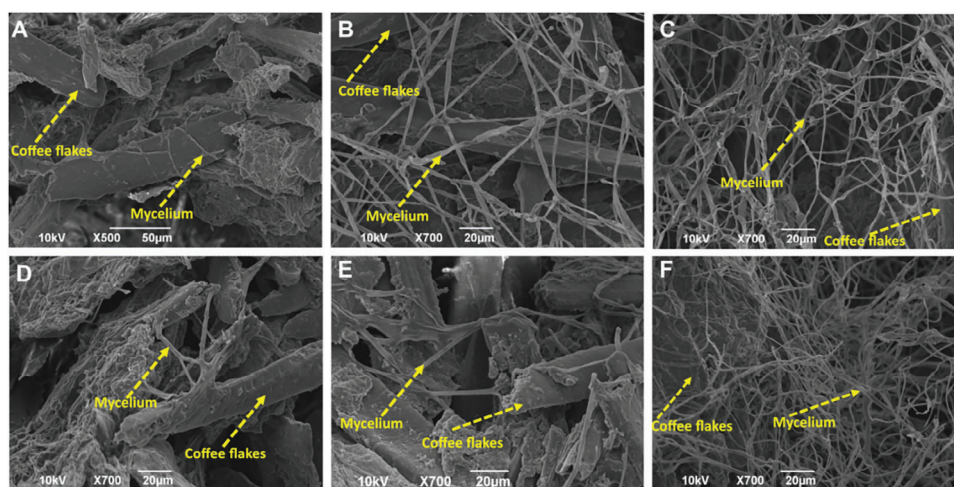 A
Coffee flakes
Mycelium
10kV X500 50µm
B
Coffee flakes
Mycelium
10kV X700 20µm
C
Mycelium
Coffee flakes
10kV X700 20µm
D
Mycelium
Coffee flakes
10kV X700 20µm
E
Mycelium
Coffee flakes
10kV X700 20µm
F
Coffee flakes
Mycelium
10kV X700 20µm